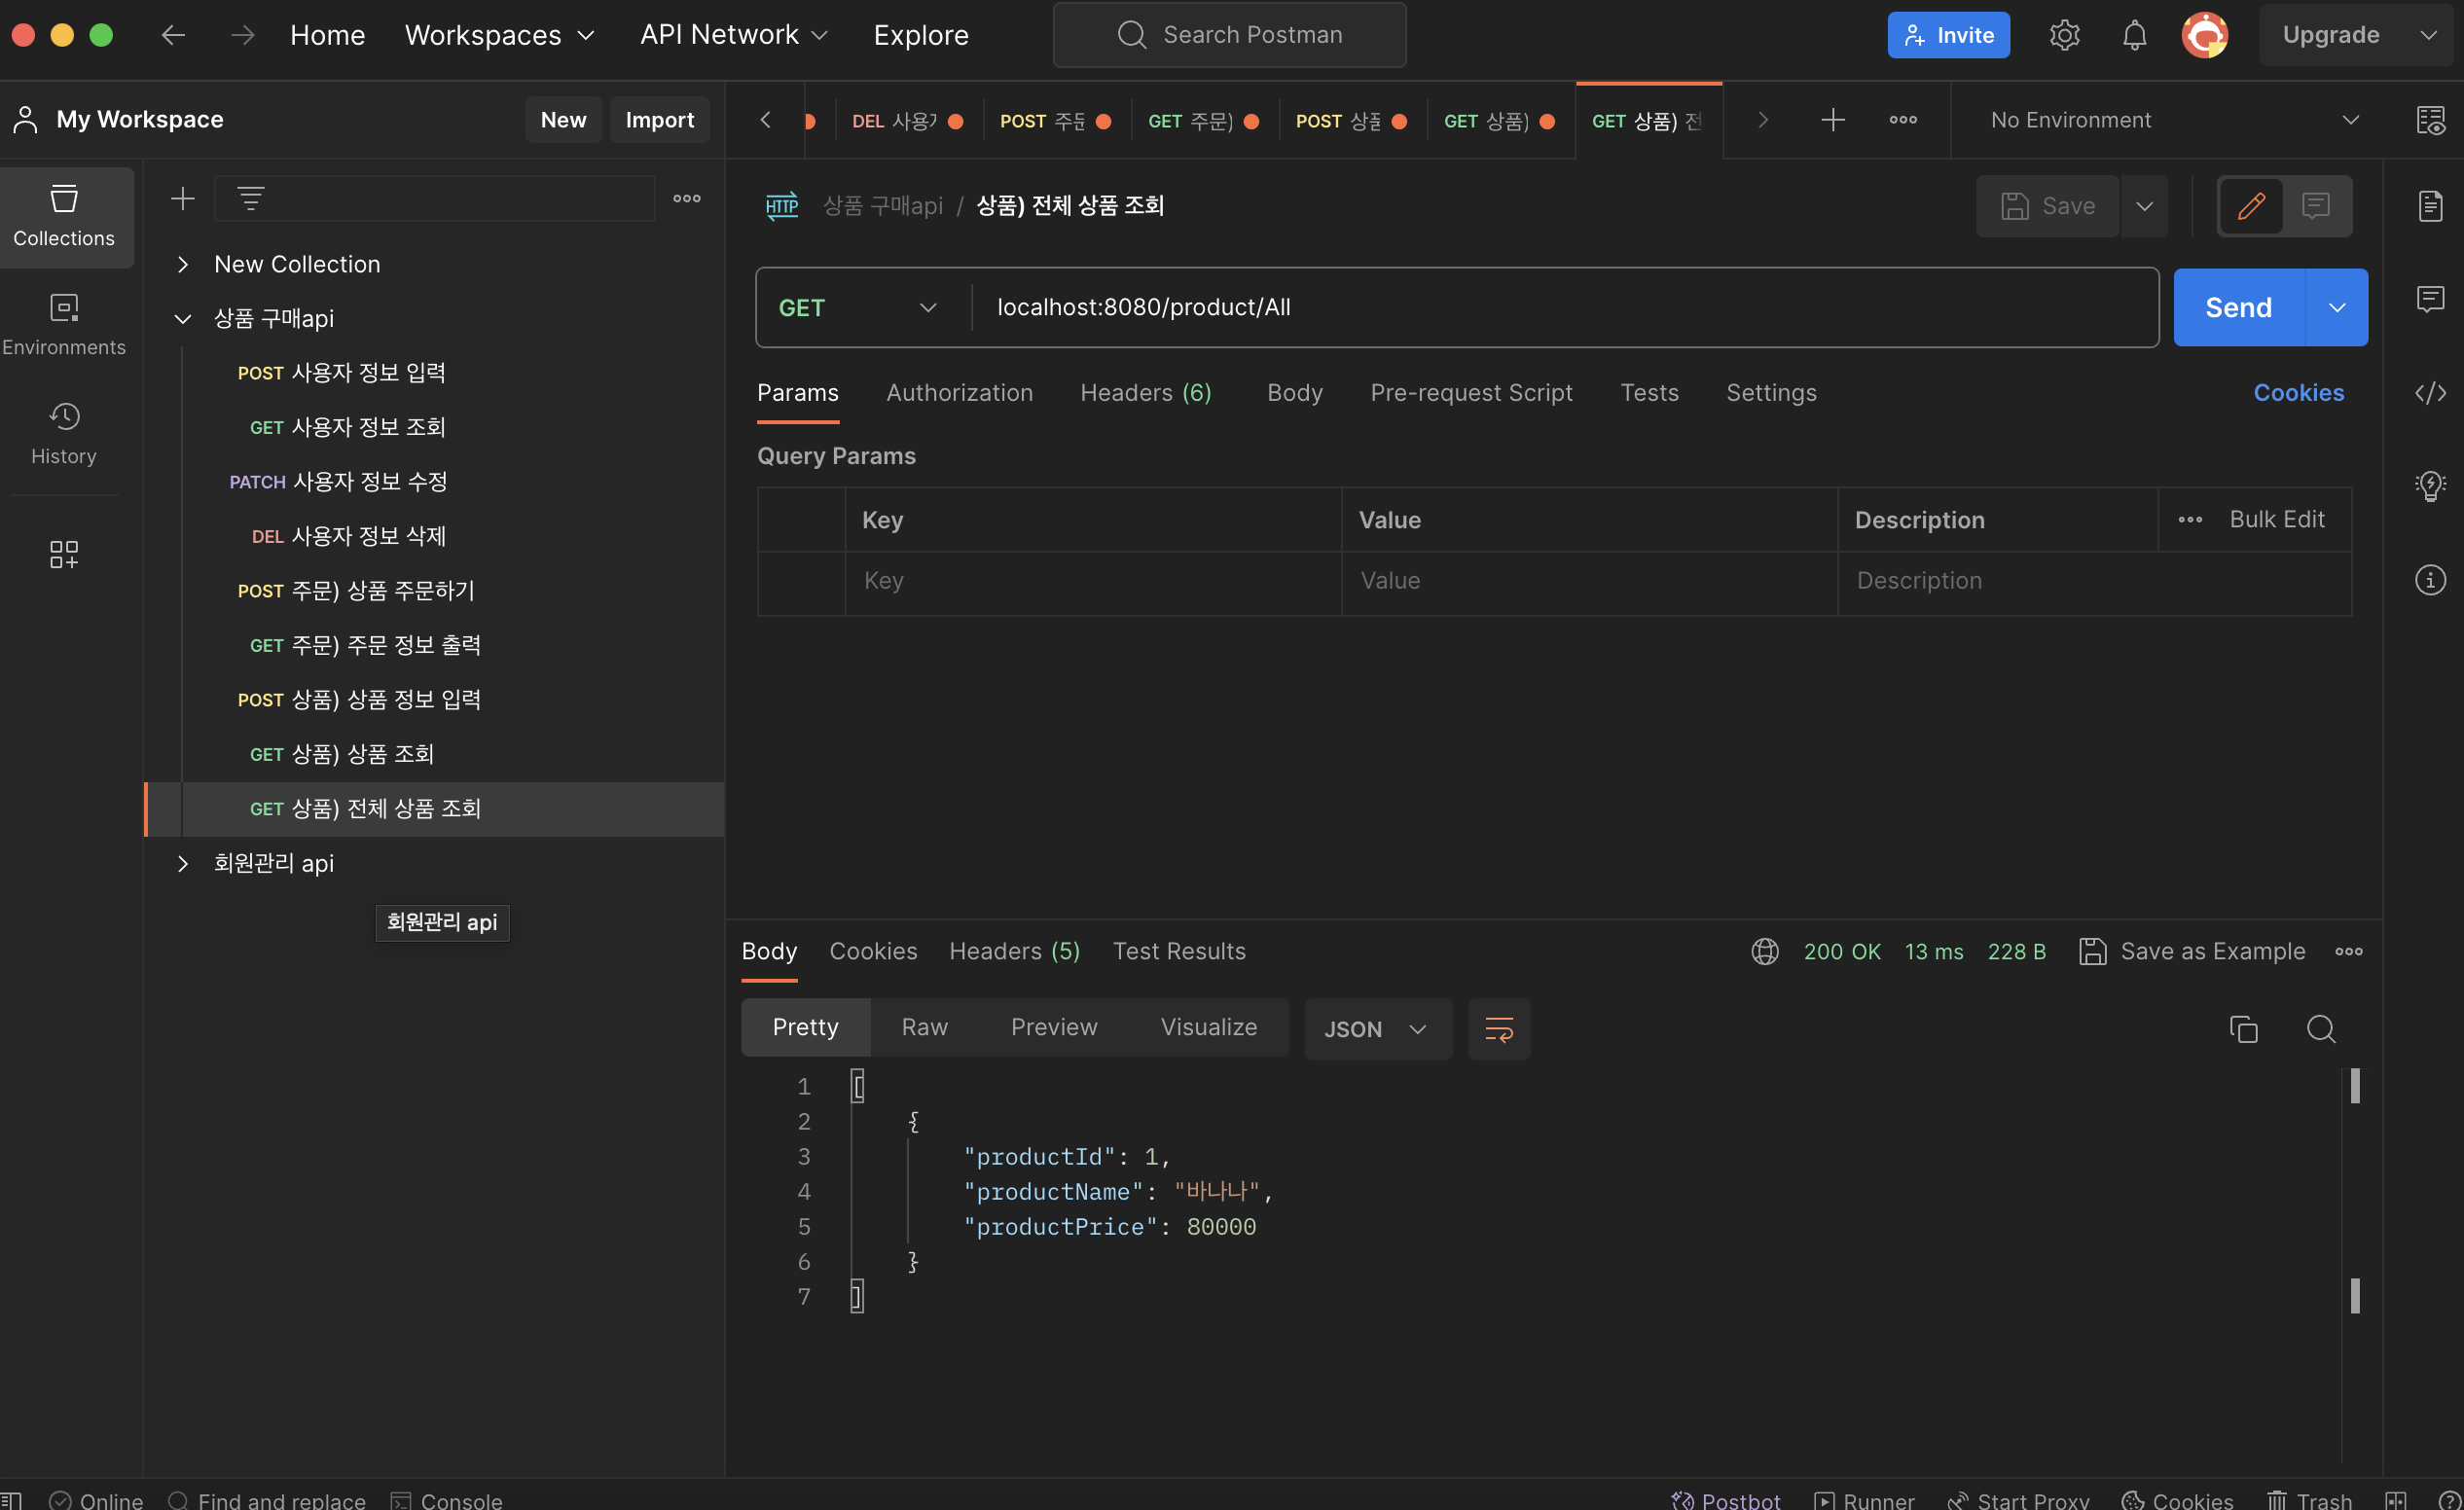 Home Workspaces API Network Explore Search Postman Invite Upgrade
My Workspace New Import
DEL 사용 POST 주문 GET 주문) POST 상품 GET 상품) GET 상품) 전 No Environment
Collections
Environments
History
New Collection
상품 구매api
POST 사용자 정보 입력
GET 사용자 정보 조회
PATCH 사용자 정보 수정
DEL 사용자 정보 삭제
POST 주문) 상품 주문하기
GET 주문) 주문 정보 출력
POST 상품) 상품 정보 입력
GET 상품) 상품 조회
GET 상품) 전체 상품 조회
회원관리 api
회원관리 api
HTTP 상품 구매api / 상품) 전체 상품 조회 Save
GET localhost:8080/product/All Send
Params Authorization Headers (6) Body Pre-request Script Tests Settings Cookies
Query Params
Key Value Description Bulk Edit
Key Value Description
Body Cookies Headers (5) Test Results 200 OK 13 ms 228 B Save as Example
Pretty Raw Preview Visualize JSON
1 [
2 {
3 "productId": 1,
4 "productName": "바나나",
5 "productPrice": 80000
6 }
7 ]
Online Find and replace Console Postbot Runner Start Proxy Cookies Trash